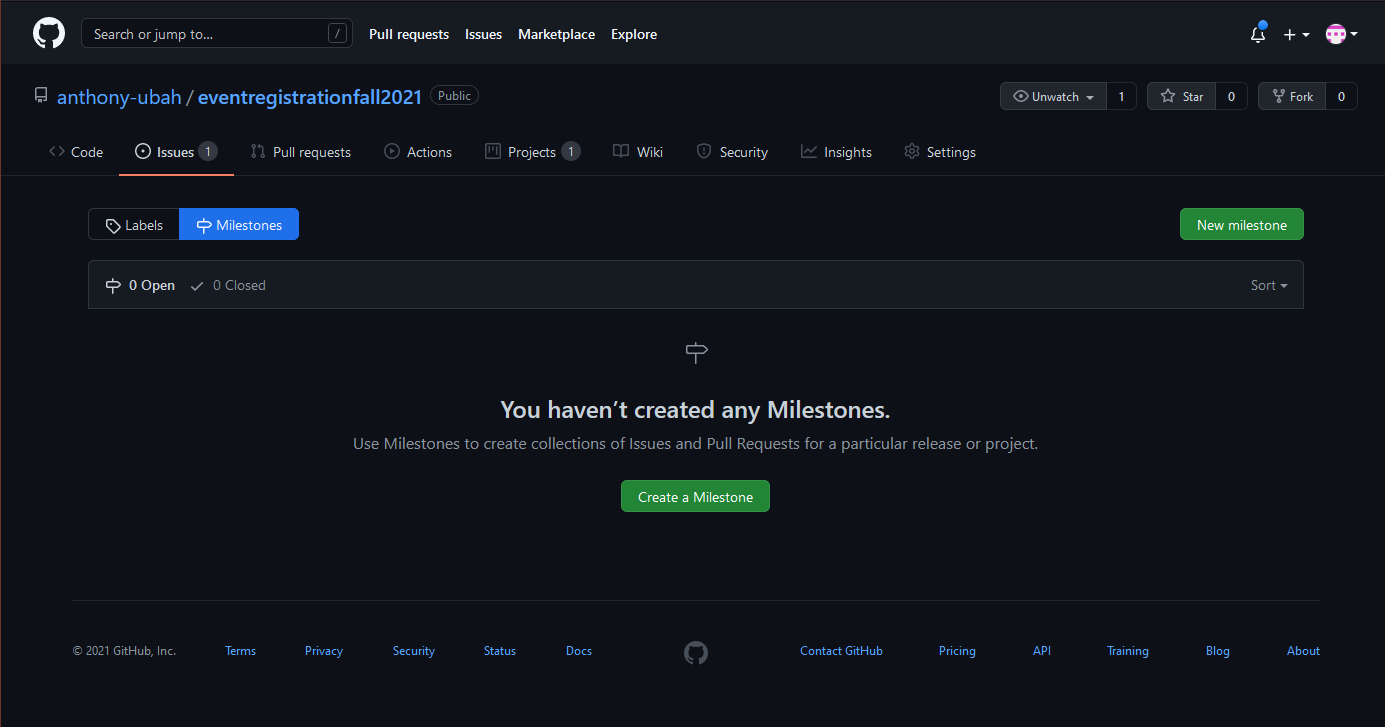 Search or jump to... / Pull requests Issues Marketplace Explore
anthony-ubah / eventregistrationfall2021 Public Unwatch 1 Star 0 Fork 0
Code Issues 1 Pull requests Actions Projects 1 Wiki Security Insights Settings
Labels Milestones New milestone
0 Open 0 Closed Sort
You haven’t created any Milestones.
Use Milestones to create collections of Issues and Pull Requests for a particular release or project.
Create a Milestone
© 2021 GitHub, Inc. Terms Privacy Security Status Docs Contact GitHub Pricing API Training Blog About